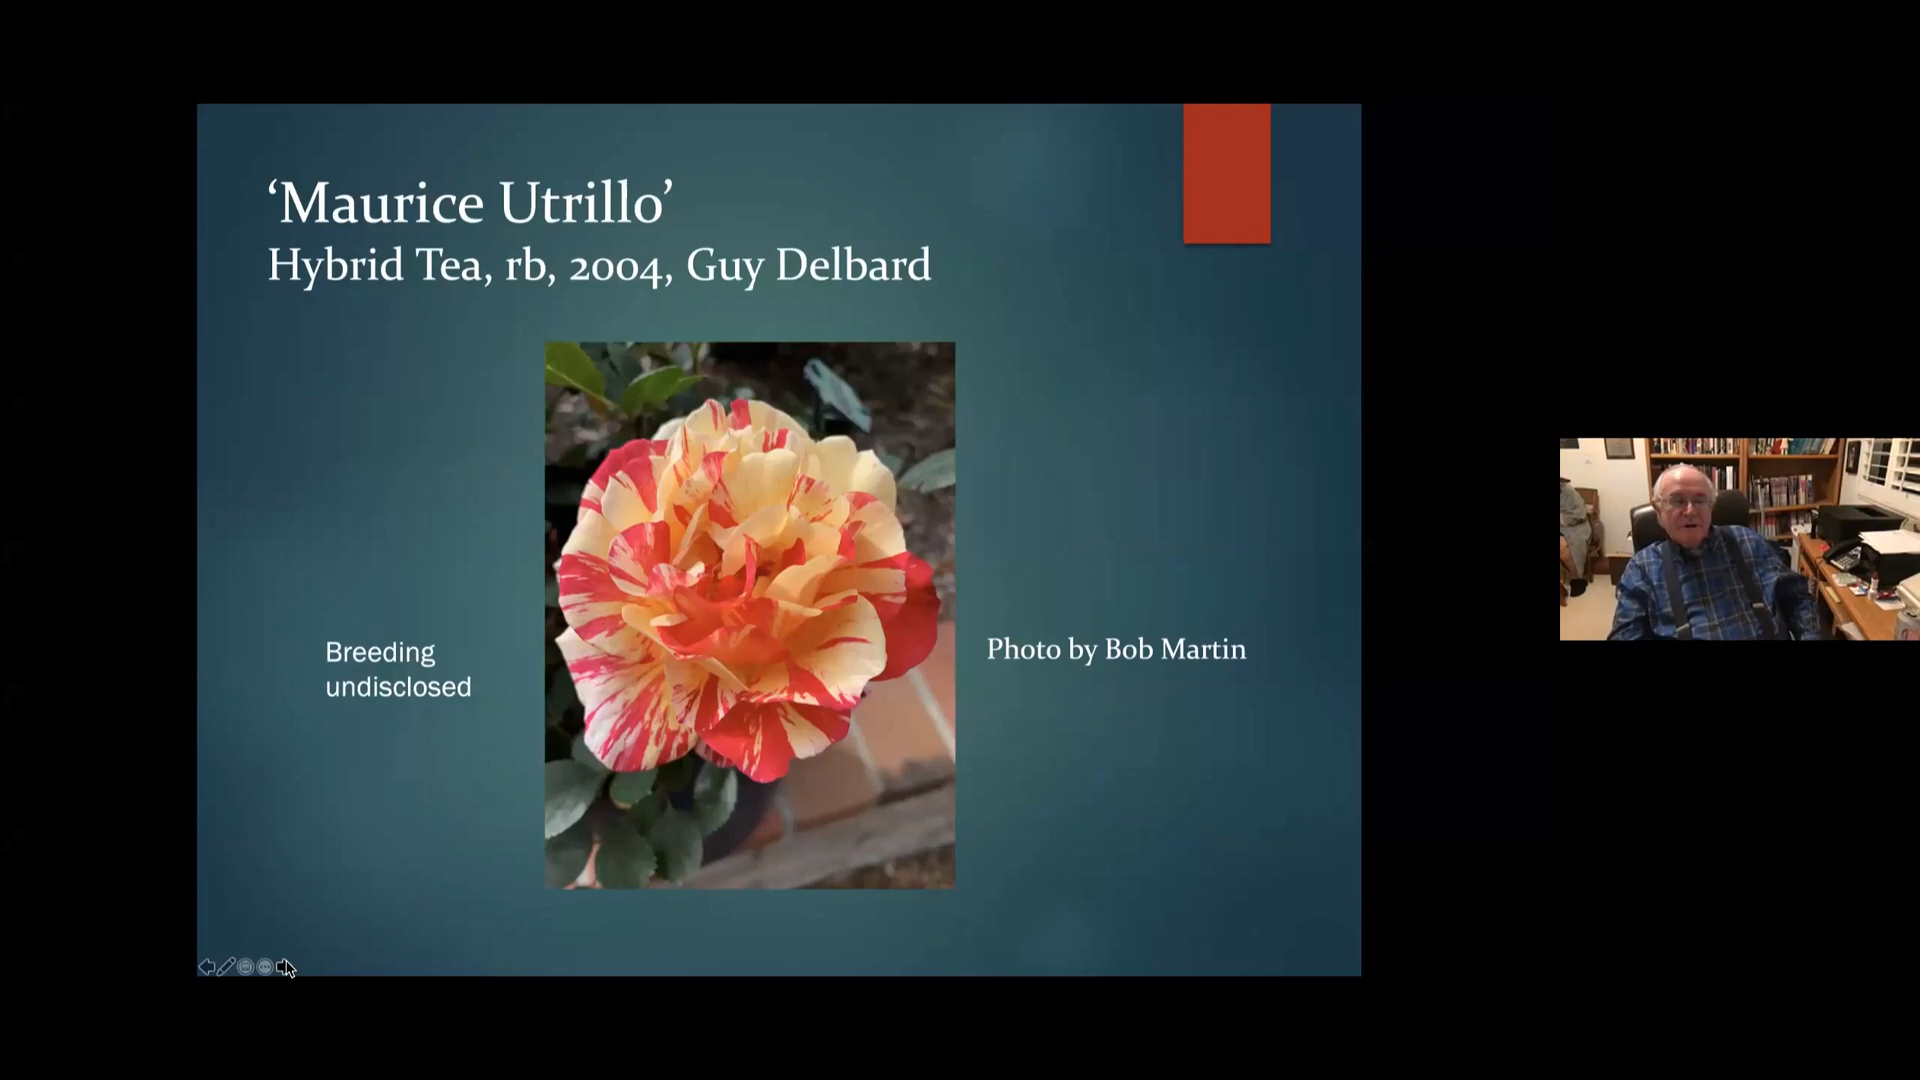 ‘Maurice Utrillo’
Hybrid Tea, rb, 2004, Guy Delbard
Breeding
undisclosed
Photo by Bob Martin